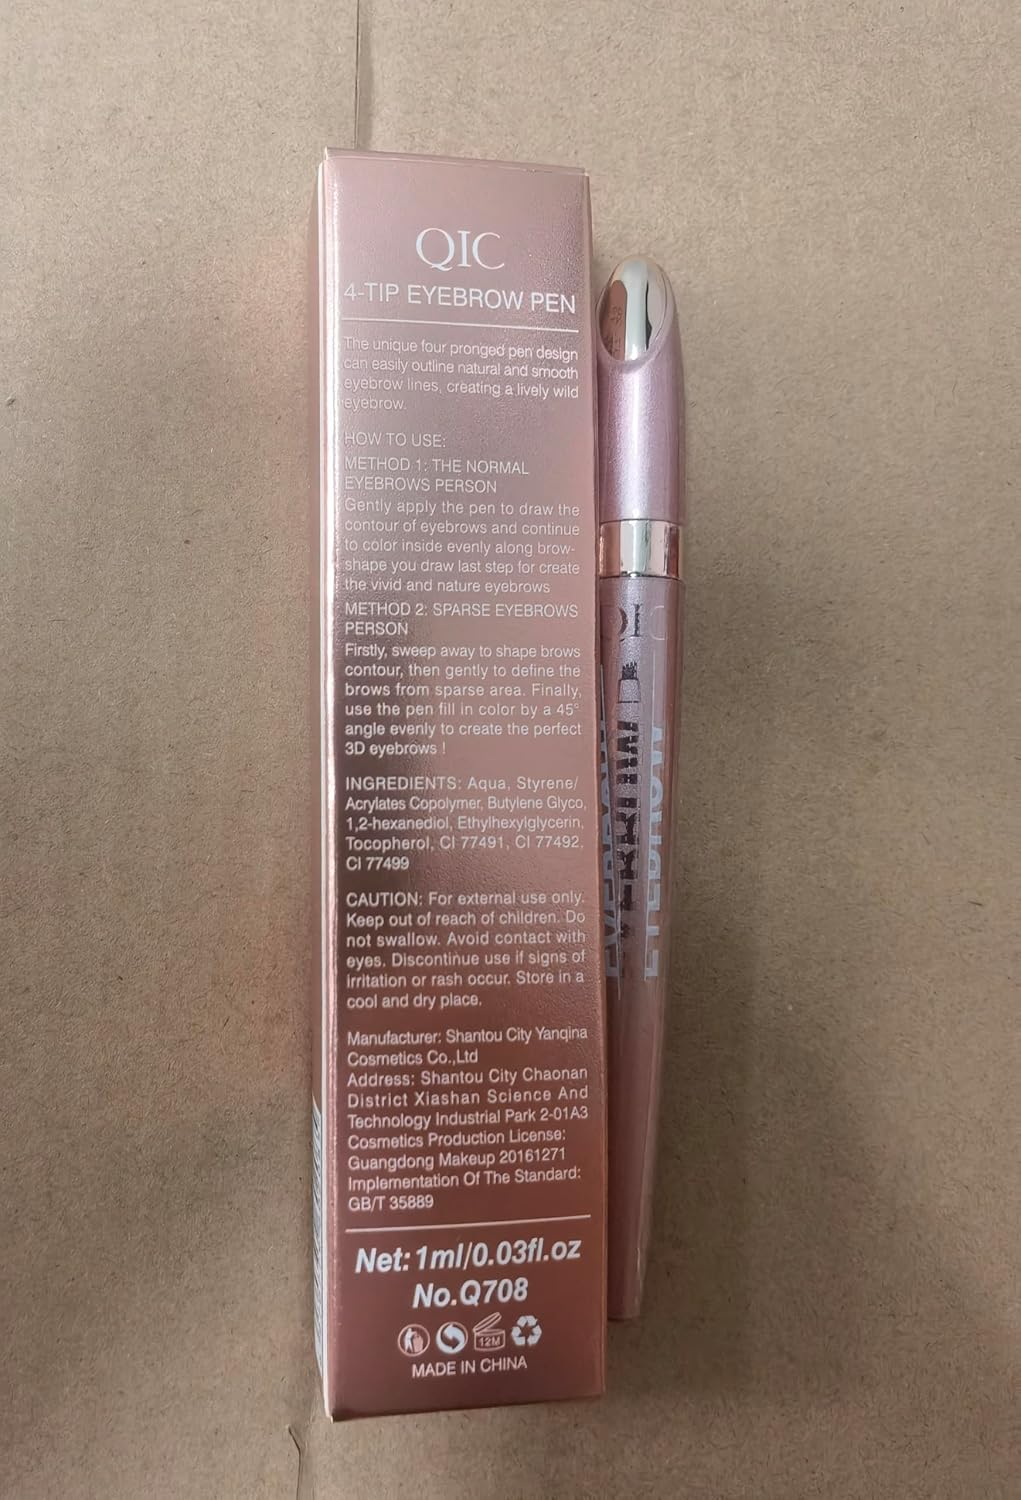 QIC
4-TIP EYEBROW PEN
The unique four pronged pen design
can easily outline natural and smooth
eyebrow lines, creating a lively wild
eyebrow.
HOW TO USE:
METHOD 1: THE NORMAL
EYEBROWS PERSON
Gently apply the pen to draw the
contour of eyebrows and continue
to color inside evenly along brow-
shape you draw last step for create
the vivid and nature eyebrows
METHOD 2: SPARSE EYEBROWS
PERSON
Firstly, sweep away to shape brows
contour, then gently to define the
brows from sparse area. Finally,
use the pen fill in color by a 45°
angle evenly to create the perfect
3D eyebrows !
INGREDIENTS: Aqua, Styrene/
Acrylates Copolymer, Butylene Glyco,
1,2-hexanediol, Ethylhexylglycerin,
Tocopherol, CI 77491, CI 77492,
CI 77499
CAUTION: For external use only.
Keep out of reach of children. Do
not swallow. Avoid contact with
eyes. Discontinue use if signs of
irritation or rash occur. Store in a
cool and dry place.
Manufacturer: Shantou City Yanqina
Cosmetics Co.,Ltd
Address: Shantou City Chaonan
District Xiashan Science And
Technology Industrial Park 2-01A3
Cosmetics Production License:
Guangdong Makeup 20161271
Implementation Of The Standard:
GB/T 35889
Net: 1ml/0.03fl.oz
No.Q708
12M
MADE IN CHINA
QIC
EYEBROW